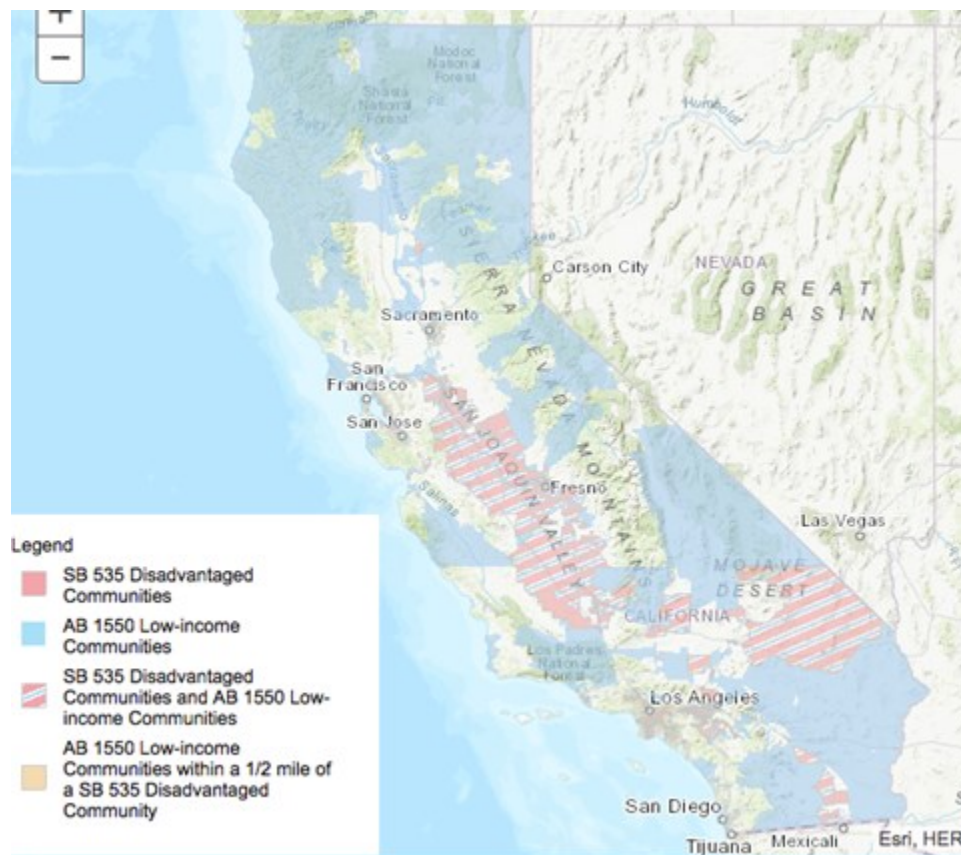 +
−
Modoc
National
Forest
Shasta
National
Forest
Pit
Humboldt
Carson City
NEVADA
GREAT
BASIN
SIERRA NEVADA
Sacramento
San
Francisco
San Jose
SAN JOAQUIN VALLEY
MOUNTAINS
Fresno
Salinas
Las Vegas
MOJAVE
DESERT
CALIFORNIA
Los Padres
National
Forest
Los Angeles
San Diego
Tijuana
Mexicali
Esri, HER
Legend
SB 535 Disadvantaged
Communities
AB 1550 Low-income
Communities
SB 535 Disadvantaged
Communities and AB 1550 Low-
income Communities
AB 1550 Low-income
Communities within a 1/2 mile of
a SB 535 Disadvantaged
Community